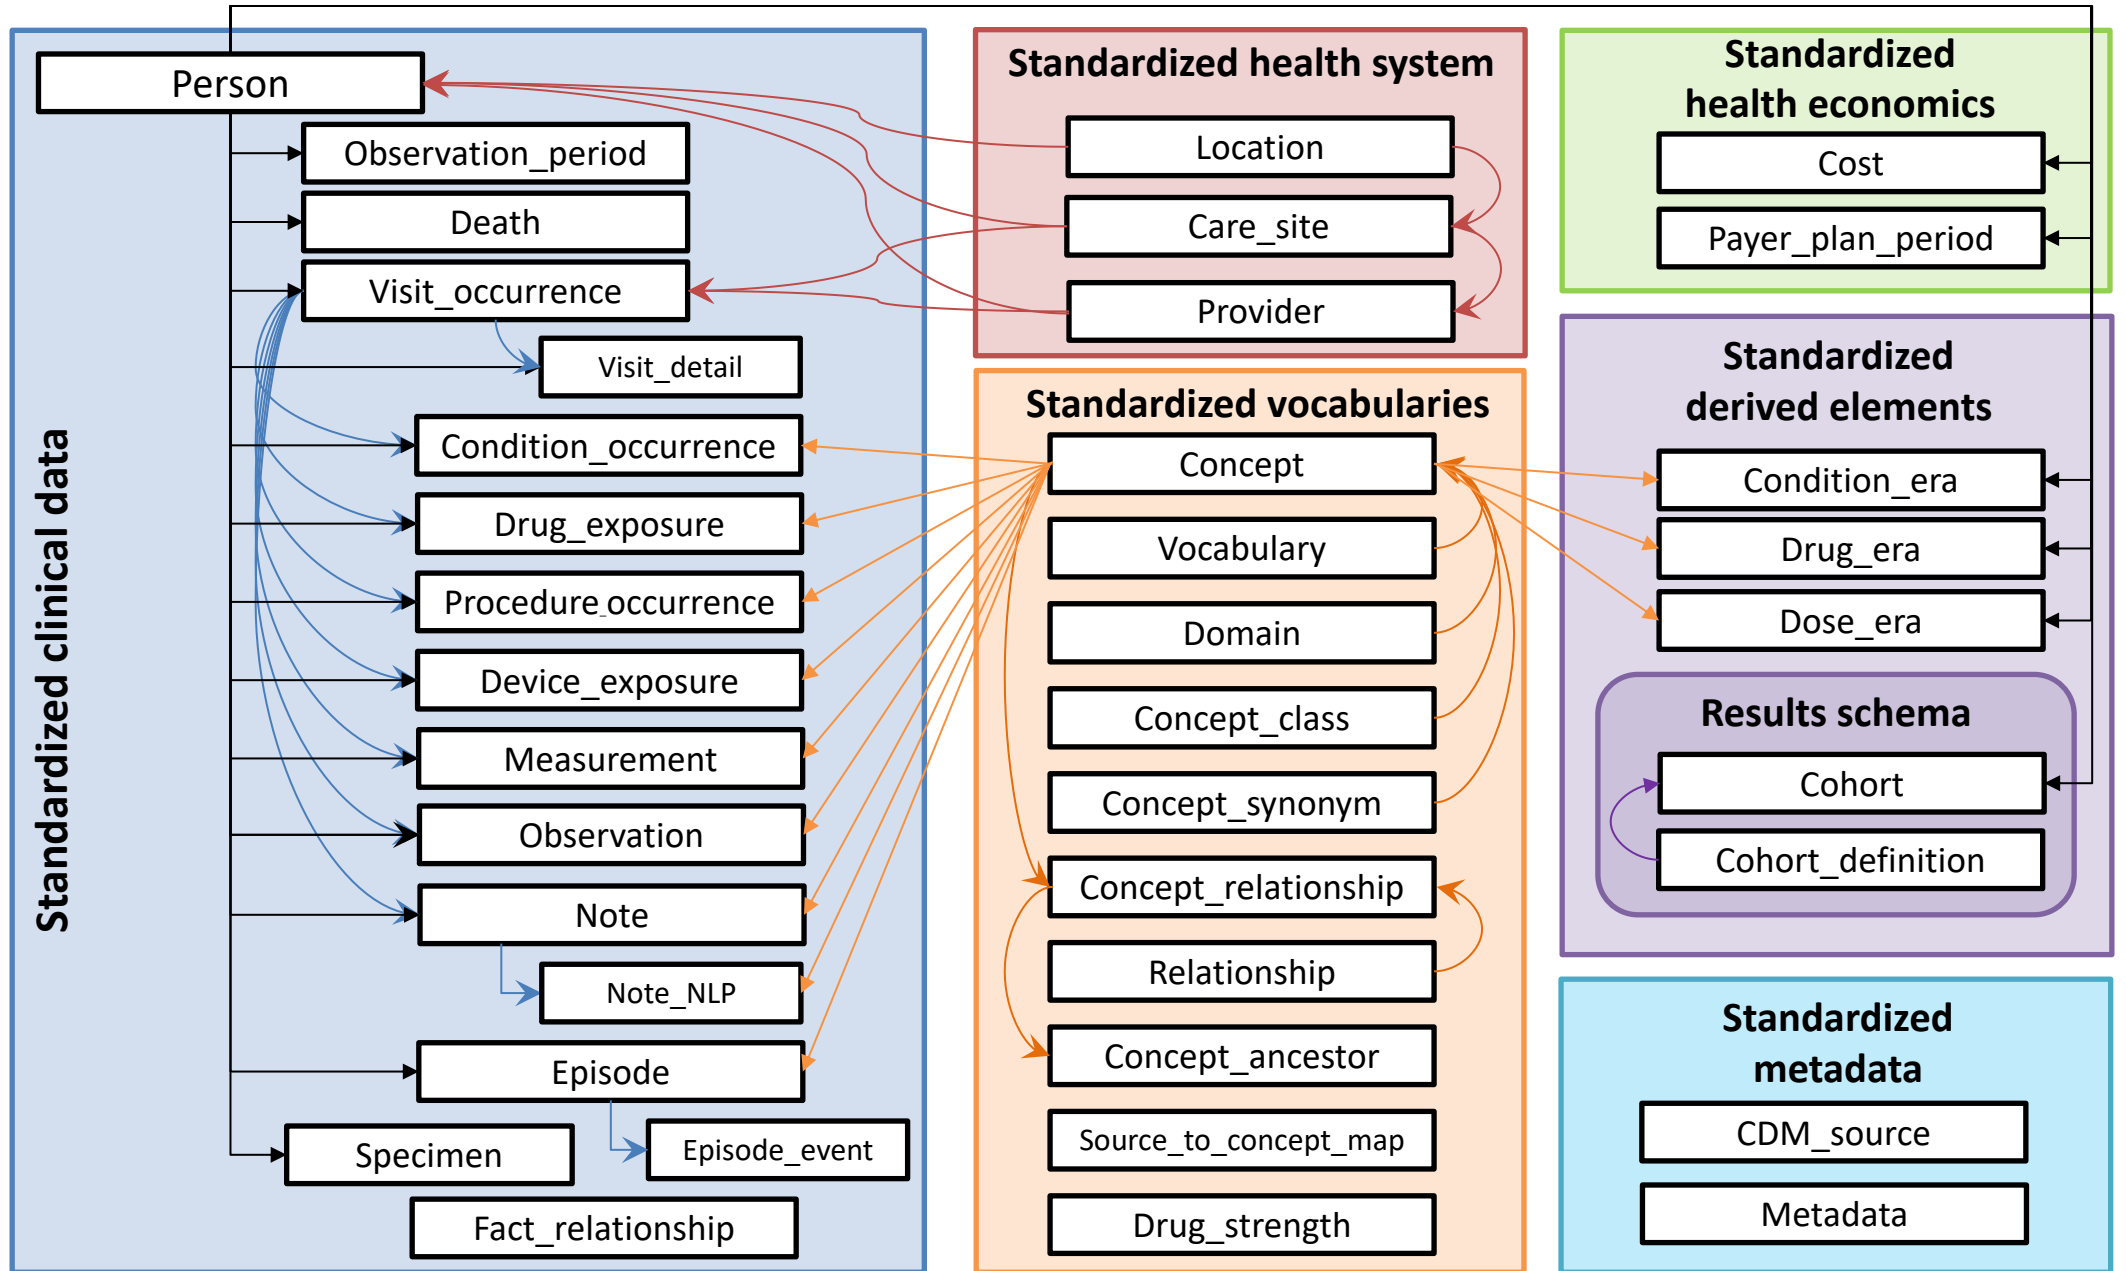 Standardized clinical data
Person
Observation_period
Death
Visit_occurrence
Visit_detail
Condition_occurrence
Drug_exposure
Procedure_occurrence
Device_exposure
Measurement
Observation
Note
Note_NLP
Episode
Episode_event
Specimen
Fact_relationship
Standardized health system
Location
Care_site
Provider
Standardized vocabularies
Concept
Vocabulary
Domain
Concept_class
Concept_synonym
Concept_relationship
Relationship
Concept_ancestor
Source_to_concept_map
Drug_strength
Standardized
health economics
Cost
Payer_plan_period
Standardized
derived elements
Condition_era
Drug_era
Dose_era
Results schema
Cohort
Cohort_definition
Standardized
metadata
CDM_source
Metadata